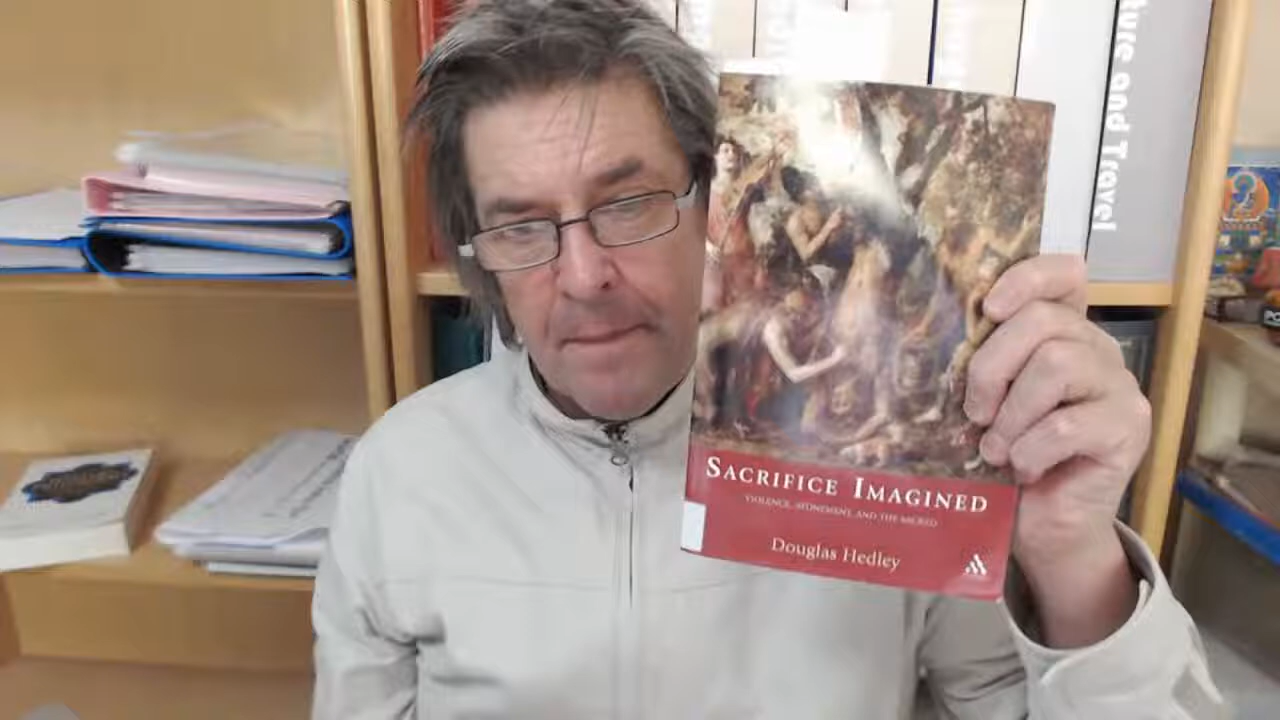 ture and Travel
SACRIFICE IMAGINED
VIOLENCE, ATONEMENT, AND THE SACRED
Douglas Hedley